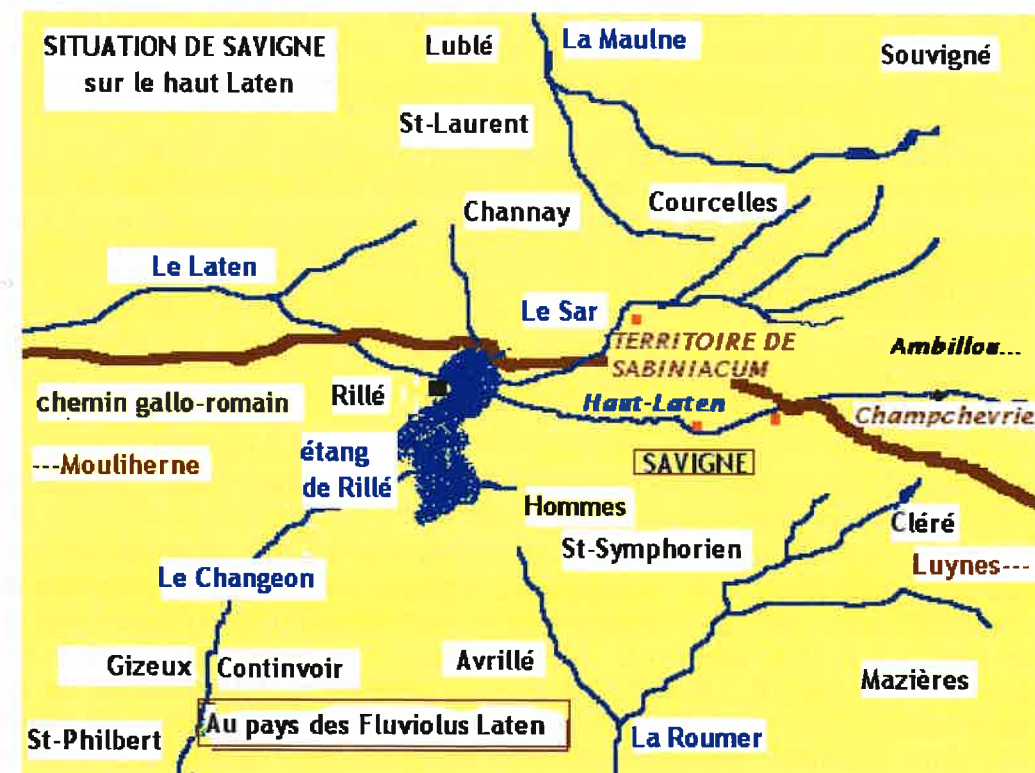 SITUATION DE SAVIGNE
sur le haut Laten
Lublé
La Maulne
Souvigné
St-Laurent
Channay
Courcelles
Le Laten
Le Sar
TERRITOIRE DE
SABINIACUM
Ambillou...
chemin gallo-romain
Rillé
Haut-Laten
Champchevrie
---Mouliherne
étang
de Rillé
SAVIGNE
Hommes
St-Symphorien
Cléré
Luynes---
Le Changeon
Gizeux
Continvoir
Avrillé
Mazières
Au pays des Fluviolus Laten
St-Philbert
La Roumer